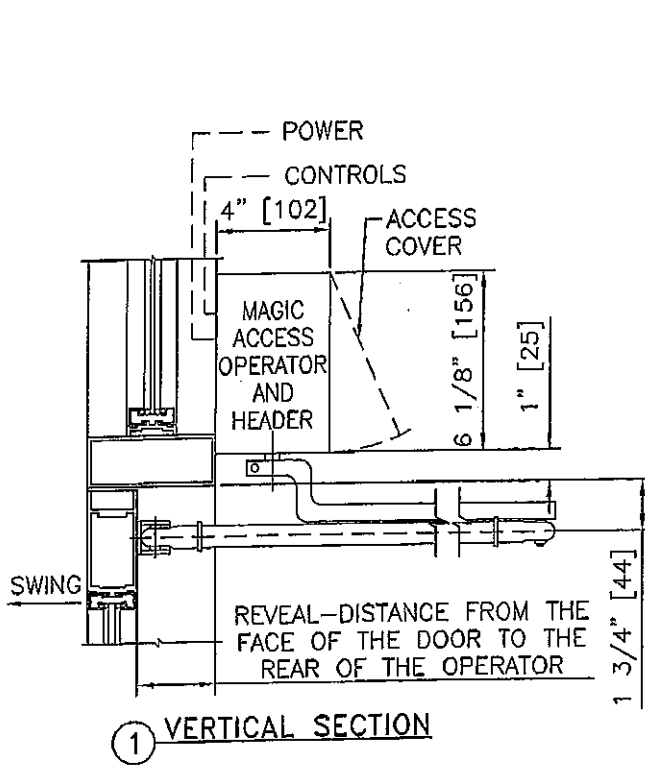 POWER
CONTROLS
4" [102]
ACCESS
COVER
MAGIC
ACCESS
OPERATOR
AND
HEADER
6 1/8" [156]
1" [25]
SWING
REVEAL-DISTANCE FROM THE
FACE OF THE DOOR TO THE
REAR OF THE OPERATOR
1 3/4" [44]
1 VERTICAL SECTION